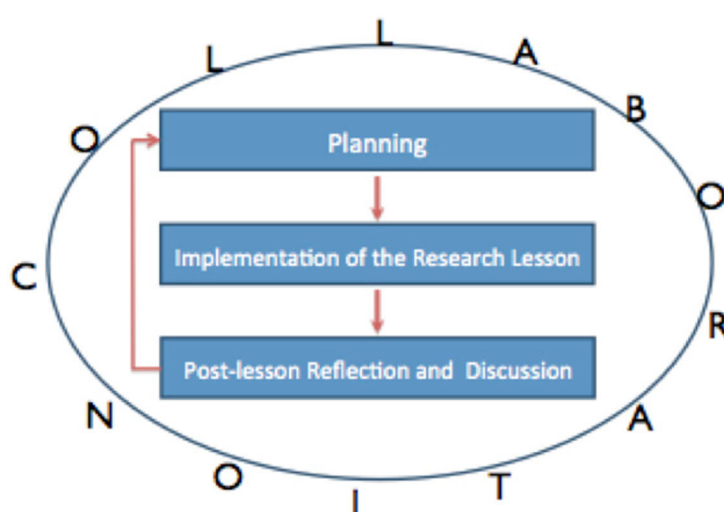 COLLABORATION
Planning
Implementation of the Research Lesson
Post-lesson Reflection and Discussion